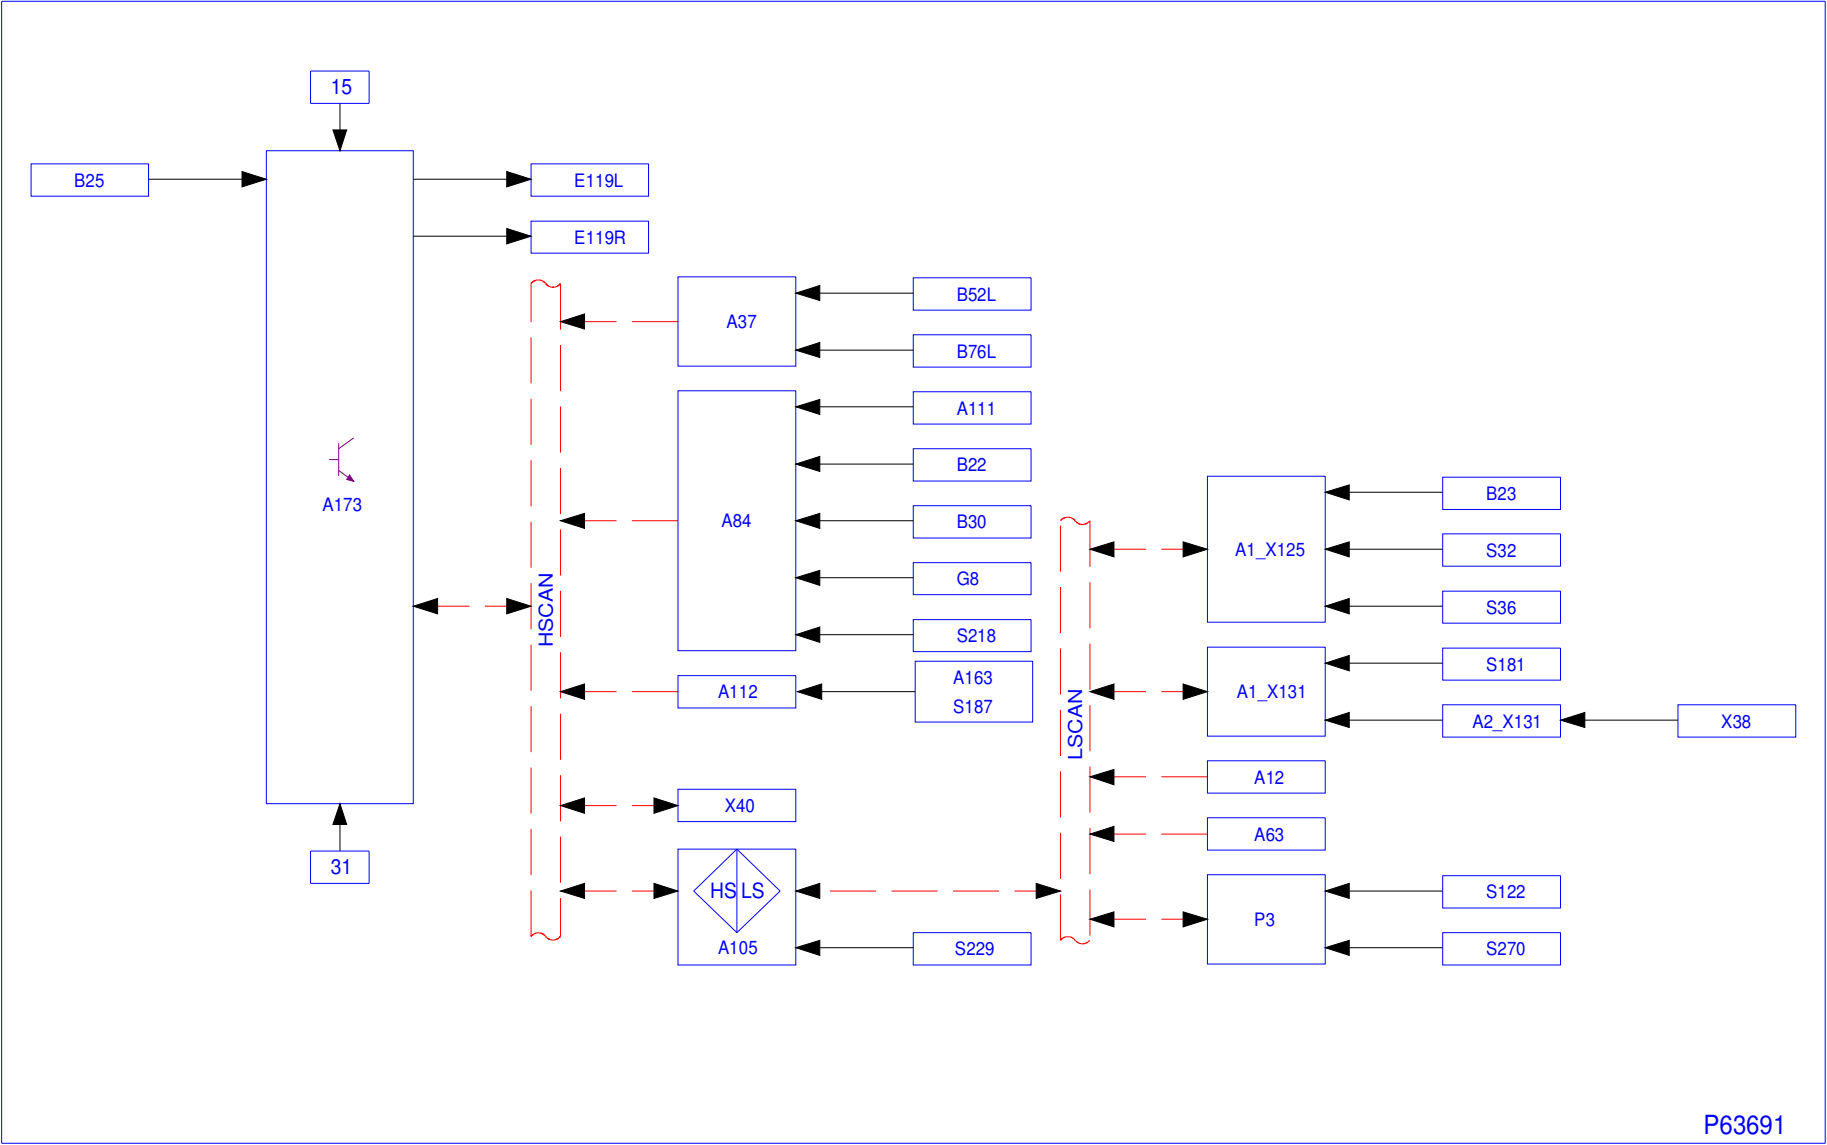 15
B25
E119L
E119R
B52L
A37
B76L
A111
B22
A84
B30
G8
S218
A173
HSCAN
A163
A112
S187
X40
HS LS
A105
S229
LSCAN
B23
A1_X125
S32
S36
S181
A1_X131
A2_X131
X38
A12
A63
S122
P3
S270
31
P63691